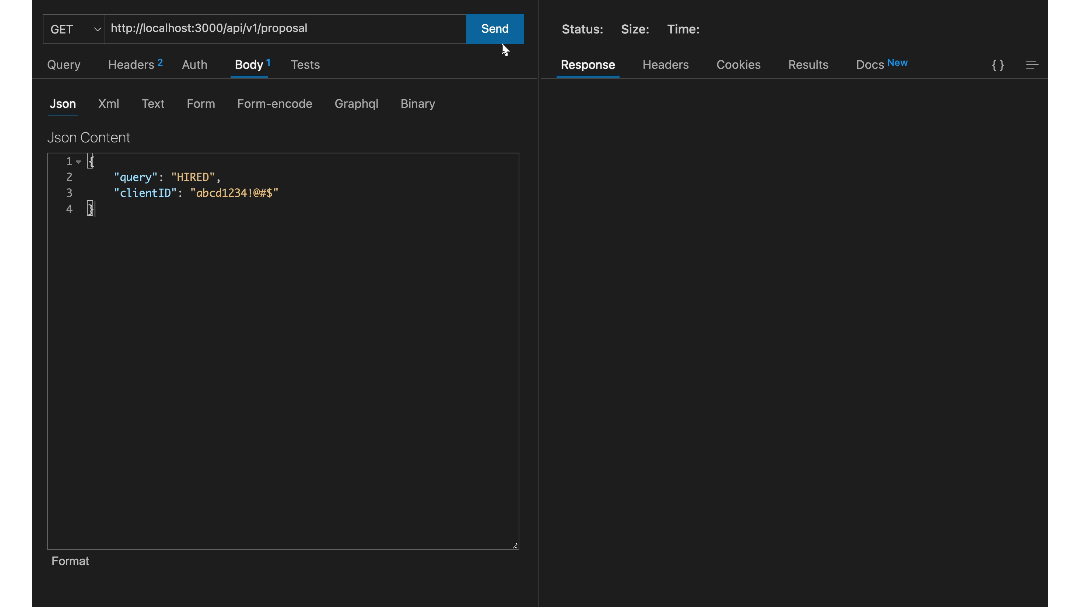 GET http://localhost:3000/api/v1/proposal Send
Query Headers 2 Auth Body 1 Tests
Json Xml Text Form Form-encode Graphql Binary
Json Content
1 {
2 "query": "HIRED",
3 "clientID": "abcd1234!@#$"
4 }
Format
Status: Size: Time:
Response Headers Cookies Results Docs New { }